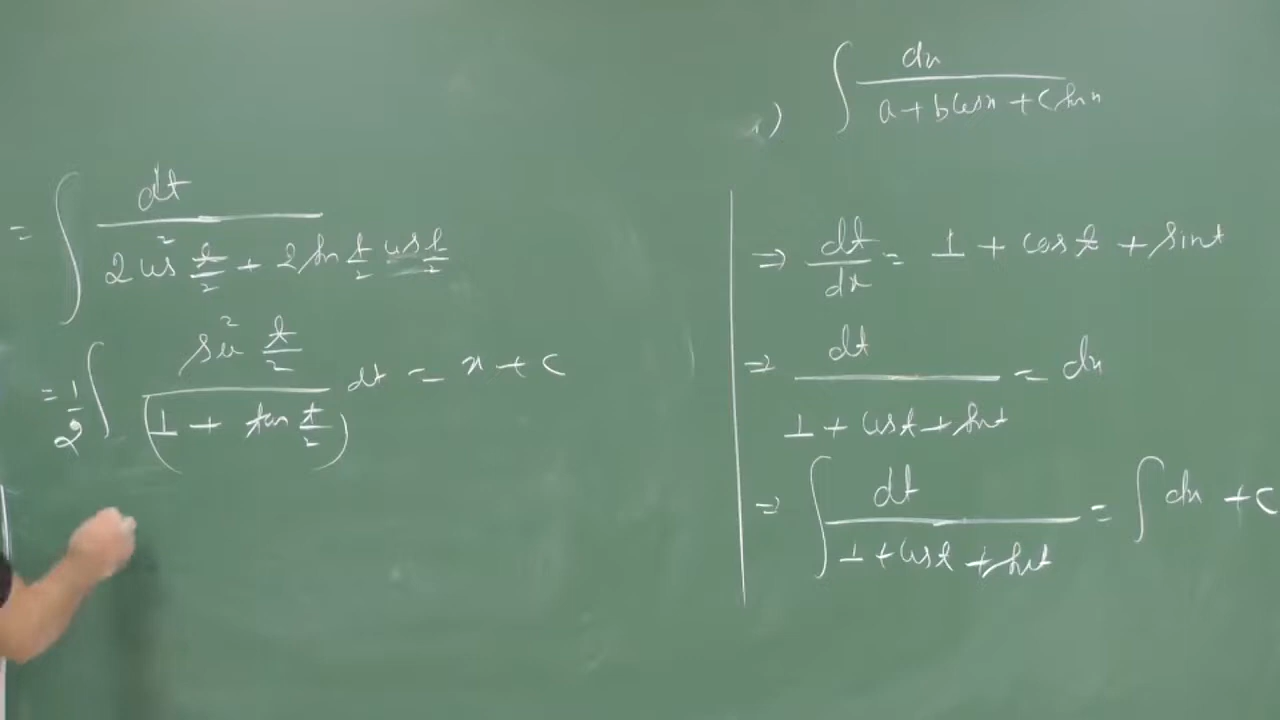 = ∫ dt / (2 cos² t/2 + 2 sin t/2 cos t/2)
= 1/2 ∫ sec² t/2 / (1 + tan t/2) dt = x + c
∫ dx / (a + b cos x + c sin x)
⇒ dt/dx = 1 + cos t + sin t
⇒ dt / (1 + cos t + sin t) = dx
⇒ ∫ dt / (1 + cos t + sin t) = ∫ dx + c